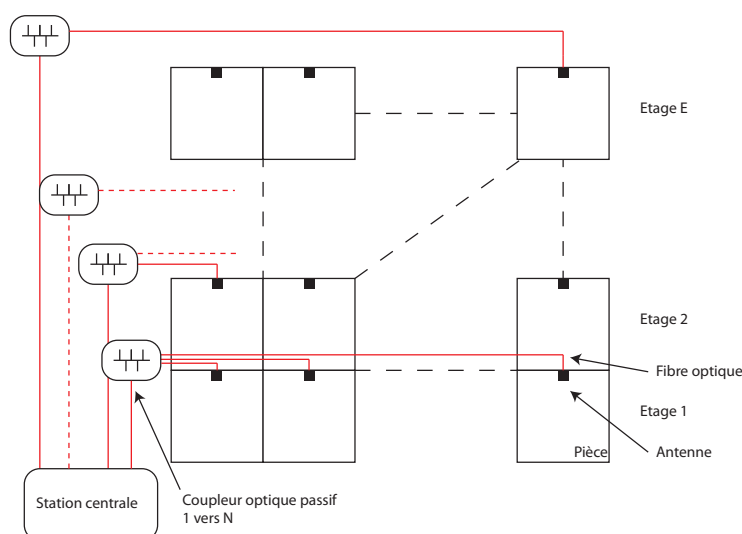 Etage E
Etage 2
Fibre optique
Etage 1
Pièce
Antenne
Station centrale
Coupleur optique passif
1 vers N